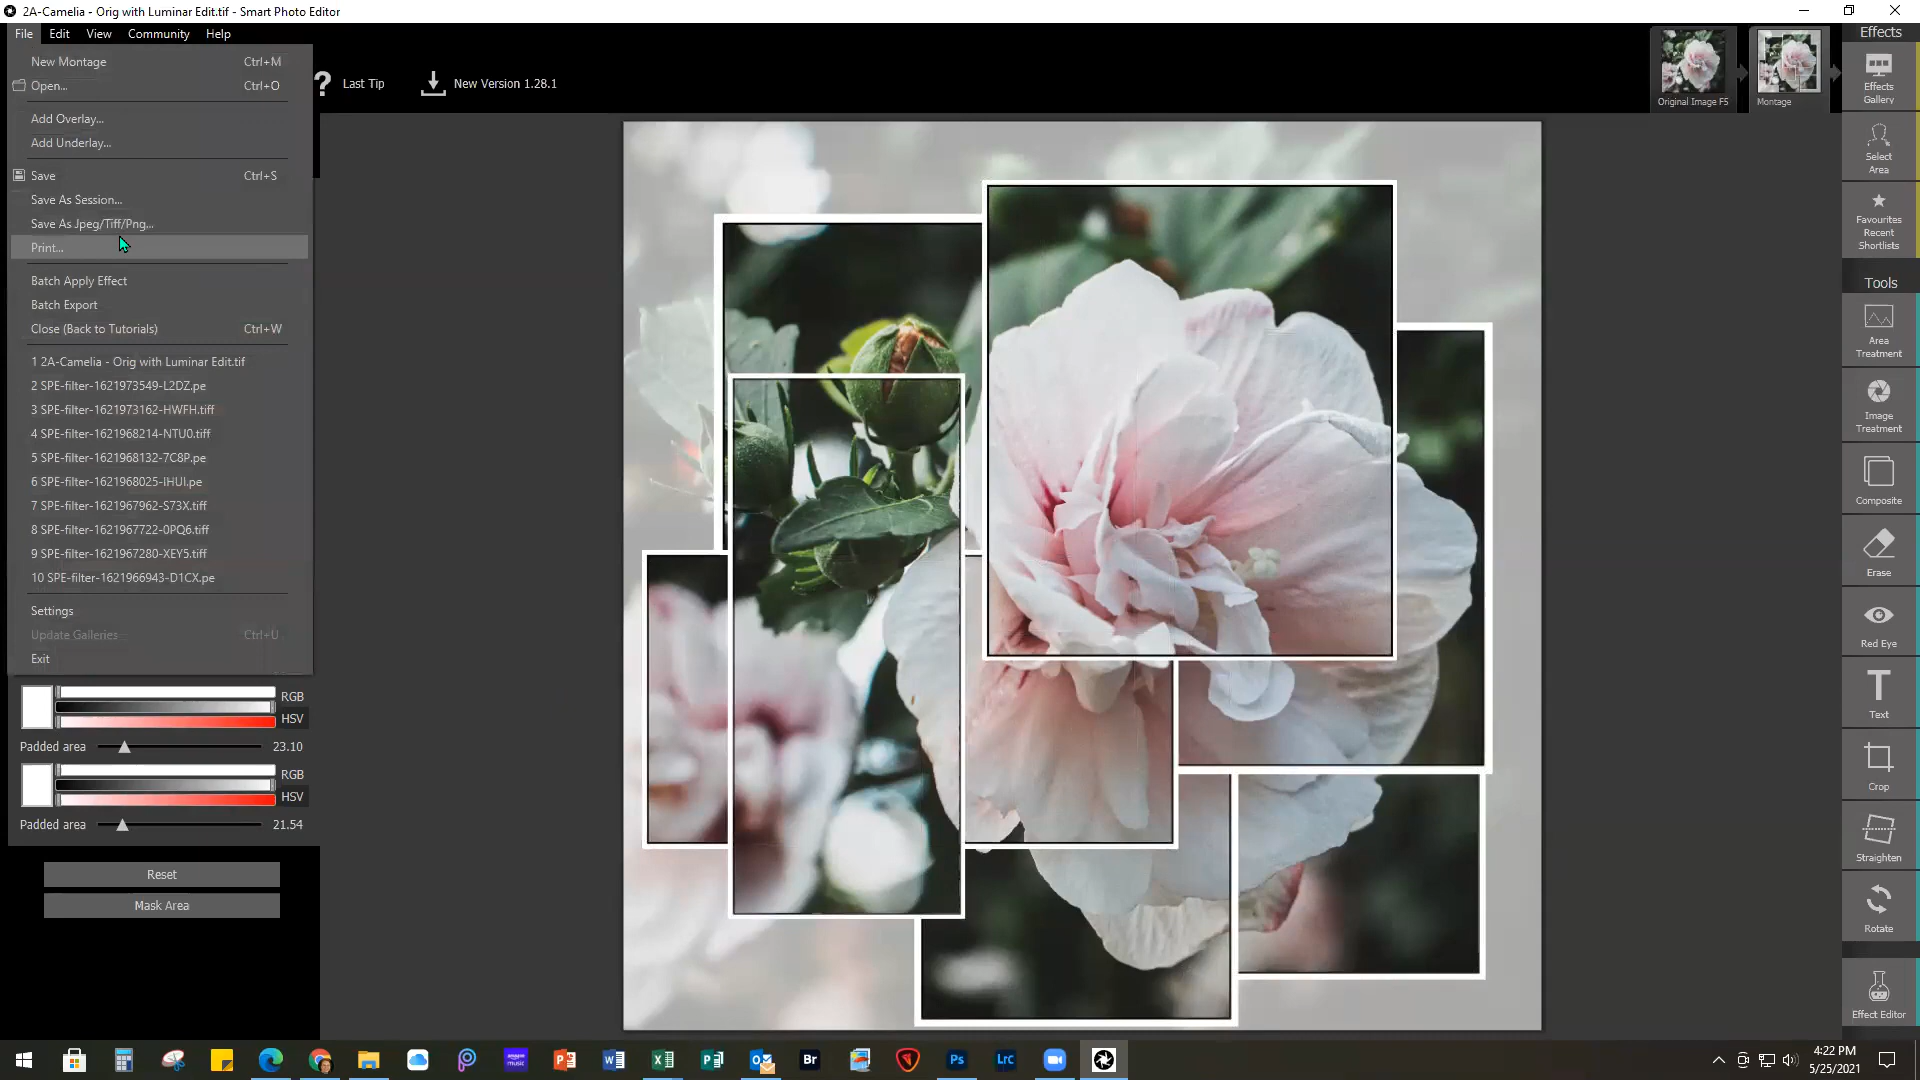 2A-Camelia - Orig with Luminar Edit.tif - Smart Photo Editor
File Edit View Community Help
New Montage Ctrl+M
Open... Ctrl+O
Add Overlay...
Add Underlay...
Save Ctrl+S
Save As Session...
Save As Jpeg/Tiff/Png...
Print...
Batch Apply Effect
Batch Export
Close (Back to Tutorials) Ctrl+W
1 2A-Camelia - Orig with Luminar Edit.tif
2 SPE-filter-1621973549-L2DZ.pe
3 SPE-filter-1621973162-HWFH.tiff
4 SPE-filter-1621968214-NTU0.tiff
5 SPE-filter-1621968132-7C8P.pe
6 SPE-filter-1621968025-IHUI.pe
7 SPE-filter-1621967962-S73X.tiff
8 SPE-filter-1621967722-0PQ6.tiff
9 SPE-filter-1621967280-XEY5.tiff
10 SPE-filter-1621966943-D1CX.pe
Settings
Update Galleries Ctrl+U
Exit
? Last Tip
New Version 1.28.1
Original Image F5
Montage
RGB
HSV
Padded area 23.10
RGB
HSV
Padded area 21.54
Reset
Mask Area
Effects
Effects
Gallery
Select
Area
Favourites
Recent
Shortlists
Tools
Area
Treatment
Image
Treatment
Composite
Erase
Red Eye
T
Text
Crop
Straighten
Rotate
Effect Editor
music
Br
Ps
LrC
4:22 PM
5/25/2021